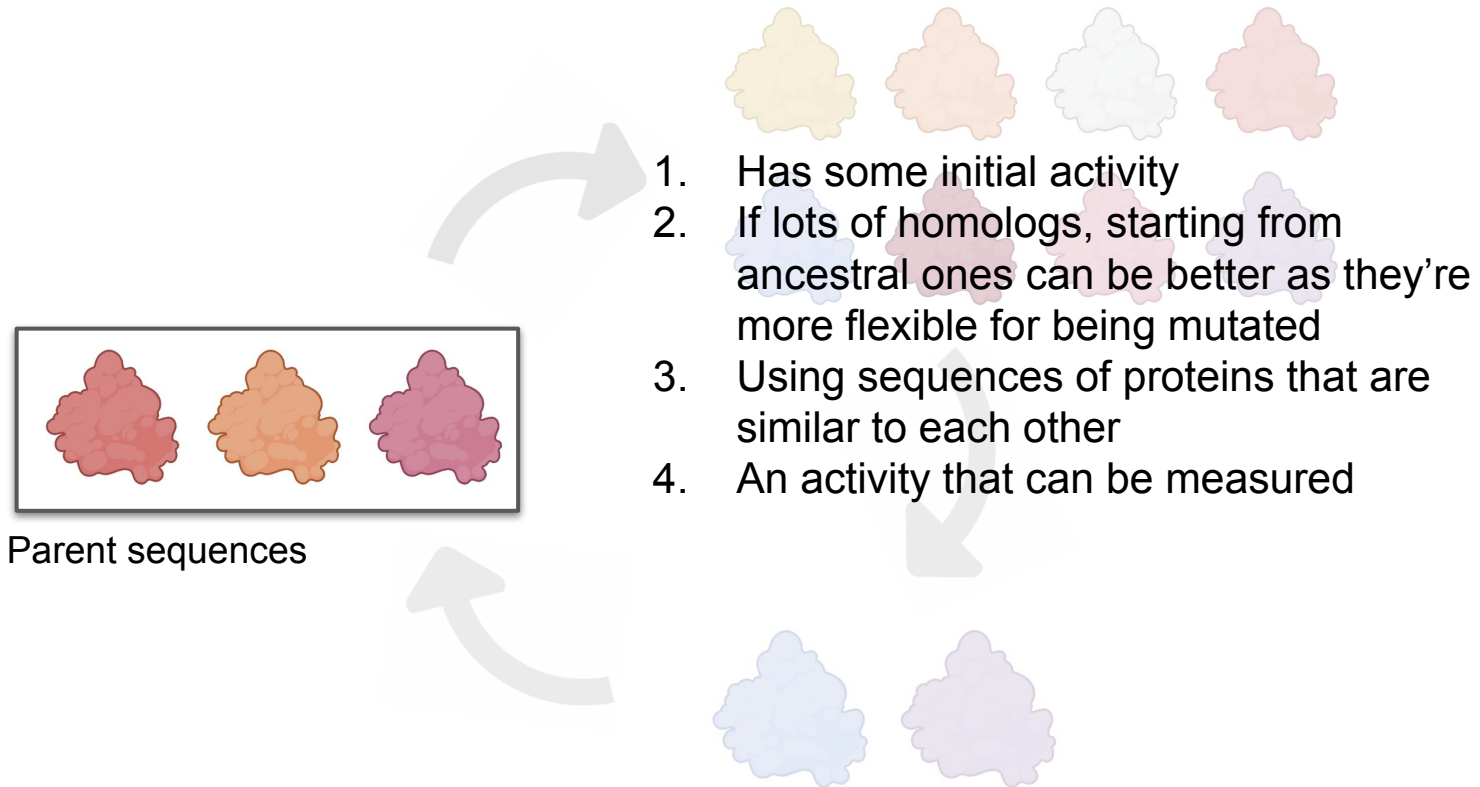 1. Has some initial activity
2. If lots of homologs, starting from
ancestral ones can be better as they’re
more flexible for being mutated
3. Using sequences of proteins that are
similar to each other
4. An activity that can be measured
Parent sequences